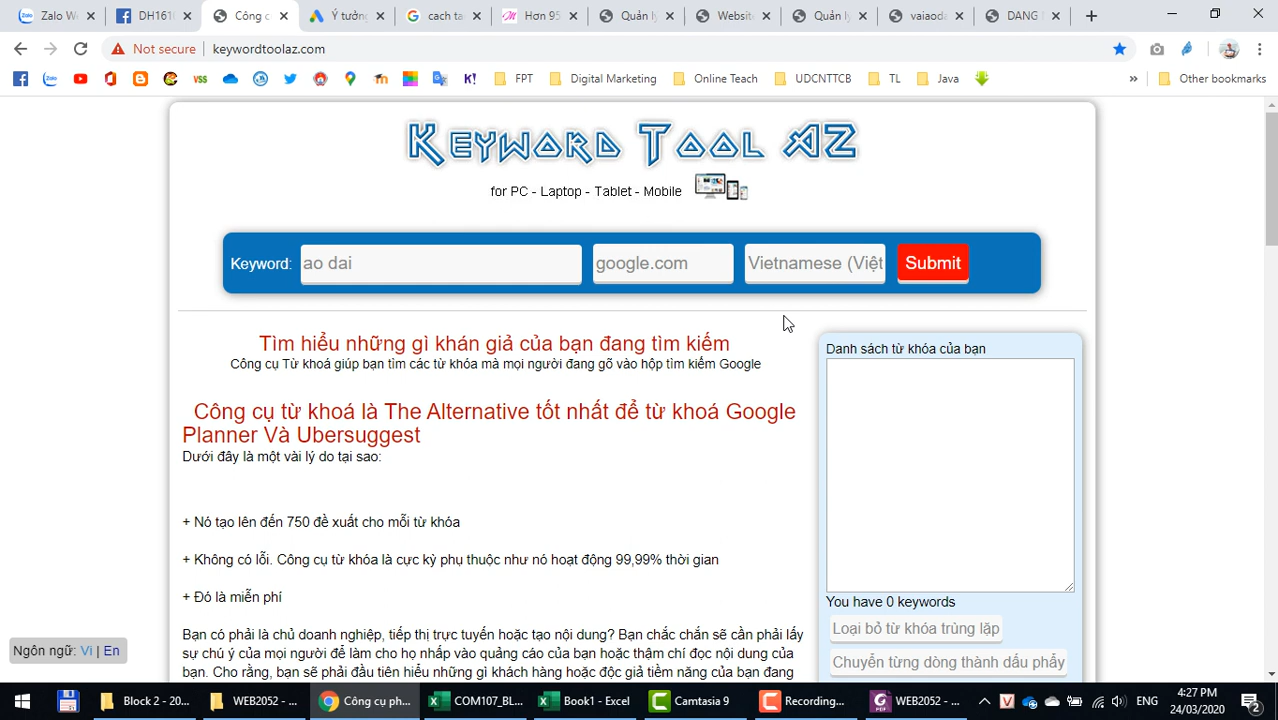 Zalo We
DH161
Công c
Ý tưởng
cach ta
Hơn 95
Quản lý
Website
Quản lý
vaiaoda
DANG N
Not secure
keywordtoolaz.com
FPT
Digital Marketing
Online Teach
UDCNTTCB
TL
Java
»
Other bookmarks
KEYWORD TOOL AZ
for PC - Laptop - Tablet - Mobile
Keyword: ao dai google.com Vietnamese (Việt Submit
Tìm hiểu những gì khán giả của bạn đang tìm kiếm
Công cụ Từ khoá giúp bạn tìm các từ khóa mà mọi người đang gõ vào hộp tìm kiếm Google
Công cụ từ khoá là The Alternative tốt nhất để từ khoá Google
Planner Và Ubersuggest
Dưới đây là một vài lý do tại sao:
+ Nó tạo lên đến 750 đề xuất cho mỗi từ khóa
+ Không có lỗi. Công cụ từ khóa là cực kỳ phụ thuộc như nó hoạt động 99,99% thời gian
+ Đó là miễn phí
Bạn có phải là chủ doanh nghiệp, tiếp thị trực tuyến hoặc tạo nội dung? Bạn chắc chắn sẽ cần phải lấy
sự chú ý của mọi người để làm cho họ nhấp vào quảng cáo của bạn hoặc thậm chí đọc nội dung của
bạn. Cho rằng, bạn sẽ phải đầu tiên hiểu những gì khách hàng hoặc độc giả tiềm năng của bạn đang
Danh sách từ khóa của bạn
You have 0 keywords
Loại bỏ từ khóa trùng lặp
Chuyển từng dòng thành dấu phẩy
Ngôn ngữ: Vi | En
Block 2 - 20...
WEB2052 - ...
Công cụ ph...
COM107_BL...
Book1 - Excel
Camtasia 9
Recording...
WEB2052 - ...
ENG
4:27 PM
24/03/2020
2